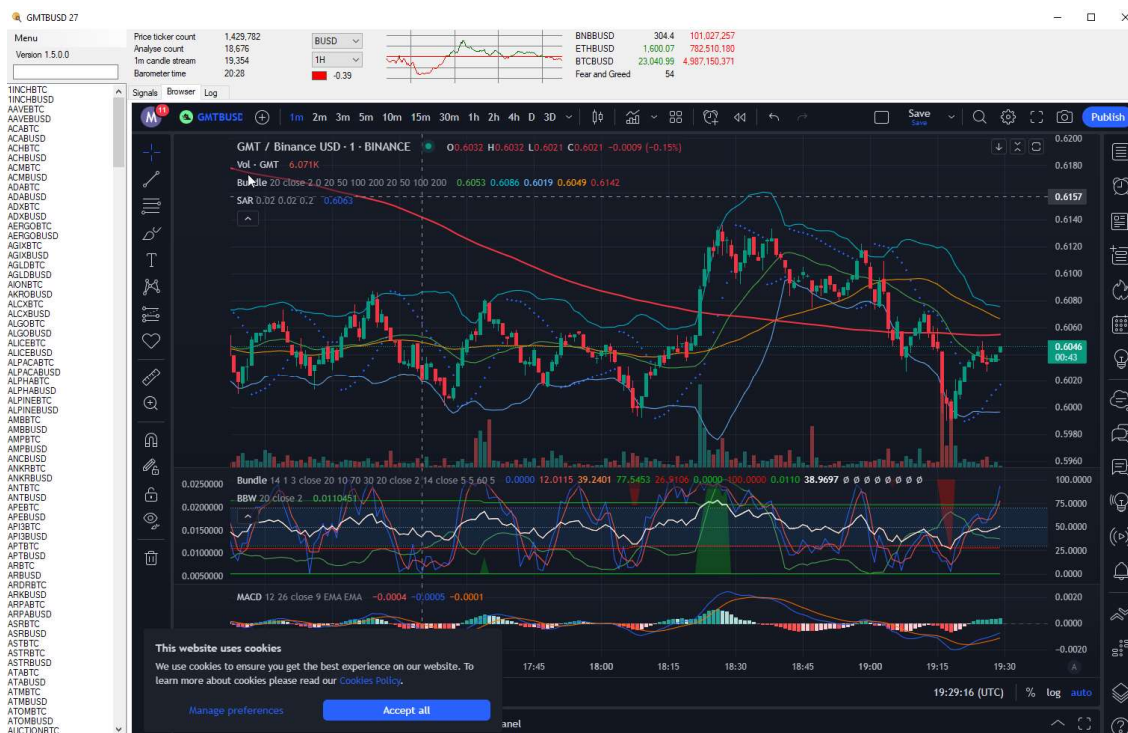 GMTBUSD 27
Menu
Version 1.5.0.0
Price ticker count 1,429,782
Analyse count 18,676
1m candle stream 19,354
Barometer time 20:28
BUSD
1H
-0.39
BNBBUSD 304.4 101,027,257
ETHBUSD 1,600.07 782,510,180
BTCBUSD 23,040.99 4,987,150,371
Fear and Greed 54
Signals Browser Log
1INCHBTC
1INCHBUSD
AAVEBTC
AAVEBUSD
ACABTC
ACABUSD
ACHBTC
ACHBUSD
ACMBTC
ACMBUSD
ADABTC
ADABUSD
ADXBTC
ADXBUSD
AERGOBTC
AERGOBUSD
AGIXBTC
AGIXBUSD
AGLDBTC
AGLDBUSD
AIONBTC
AKROBUSD
ALCXBTC
ALCXBUSD
ALGOBTC
ALGOBUSD
ALICEBTC
ALICEBUSD
ALPACABTC
ALPACABUSD
ALPHABTC
ALPHABUSD
ALPINEBTC
ALPINEBUSD
AMBBTC
AMBBUSD
AMPBTC
AMPBUSD
ANCBUSD
ANKRBTC
ANKRBUSD
ANTBTC
ANTBUSD
APEBTC
APEBUSD
API3BTC
API3BUSD
APTBTC
APTBUSD
ARBTC
ARBUSD
ARDRBTC
ARKBUSD
ARPABTC
ARPABUSD
ASRBTC
ASRBUSD
ASTBTC
ASTRBTC
ASTRBUSD
ATABTC
ATABUSD
ATMBTC
ATMBUSD
ATOMBTC
ATOMBUSD
AUCTIONBTC
M 11 GMTBUSD 1m 2m 3m 5m 10m 15m 30m 1h 2h 4h D 3D Save Save Publish
GMT / Binance USD · 1 · BINANCE O0.6032 H0.6032 L0.6021 C0.6021 -0.0009 (-0.15%)
Vol · GMT 6.071K
Bundle 20 close 2 0 20 50 100 200 20 50 100 200 0.6053 0.6086 0.6019 0.6049 0.6142
SAR 0.02 0.02 0.2 0.6063
0.6200
0.6180
0.6157
0.6140
0.6120
0.6100
0.6080
0.6060
0.6046
00:43
0.6020
0.6000
0.5980
0.5960
Bundle 14 1 3 close 20 10 70 30 20 close 2 14 close 5 5 60 5 0.0000 12.0115 39.2401 77.5453 26.9106 0.0000 100.0000 0.0110 38.9697 Ø Ø Ø Ø Ø Ø Ø Ø
BBW 20 close 2 0.0110451
0.0250000
0.0200000
0.0150000
0.0100000
0.0050000
100.0000
75.0000
50.0000
25.0000
0.0000
MACD 12 26 close 9 EMA EMA -0.0004 -0.0005 -0.0001
0.0020
0.0000
-0.0020
17:45 18:00 18:15 18:30 18:45 19:00 19:15 19:30 A
19:29:16 (UTC) % log auto
This website uses cookies
We use cookies to ensure you get the best experience on our website. To
learn more about cookies please read our Cookies Policy.
Manage preferences Accept all
anel